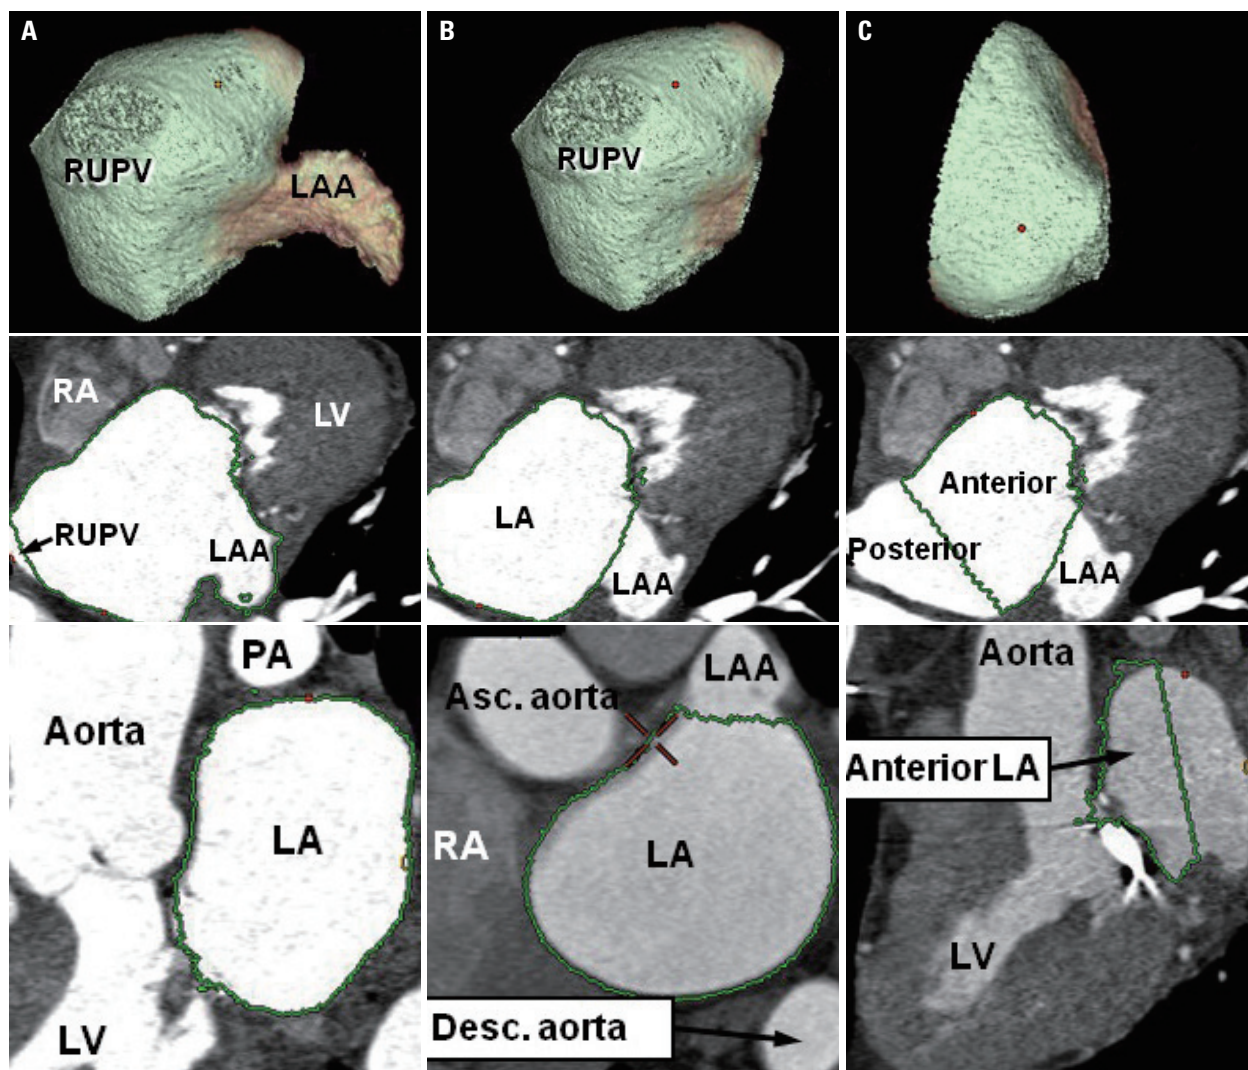 A
B
C
RUPV
LAA
RUPV
RA
LV
RUPV
LAA
LA
LAA
Anterior
Posterior
LAA
PA
Aorta
LA
LV
LAA
Asc. aorta
RA
LA
Desc. aorta
Aorta
Anterior LA
LV